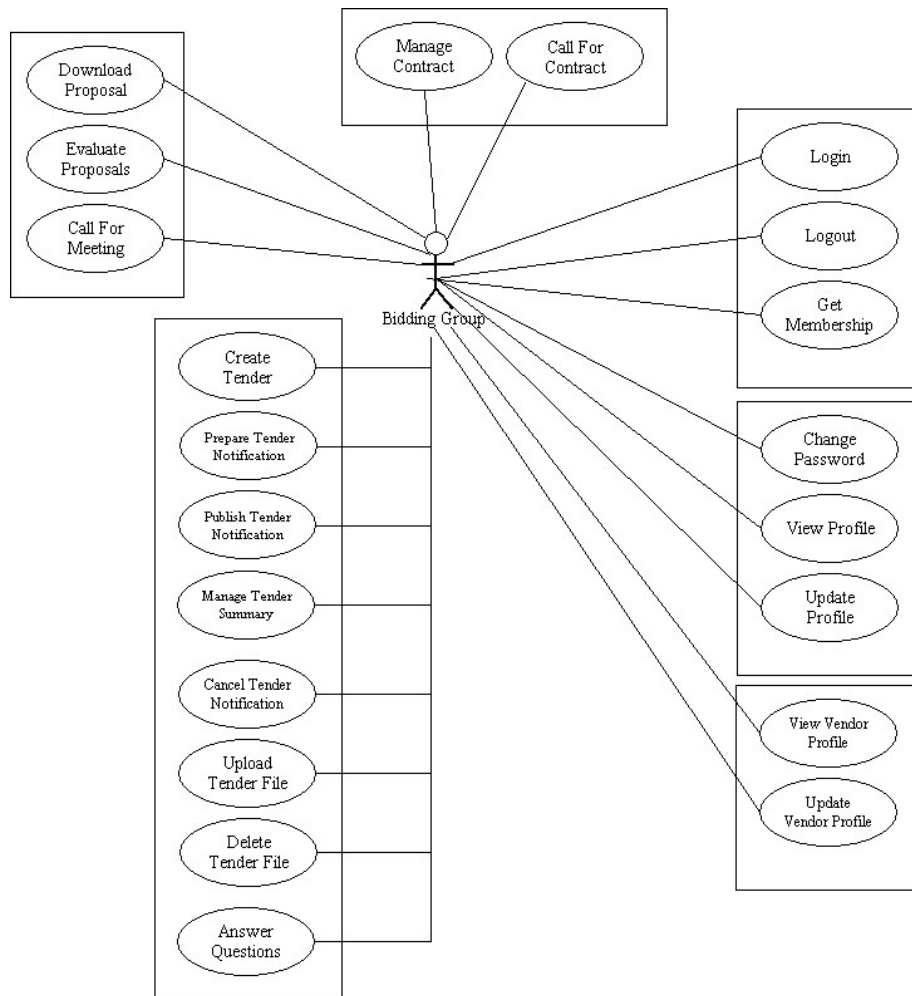 Manage
Contract
Call For
Contract
Download
Proposal
Evaluate
Proposals
Call For
Meeting
Login
Logout
Get
Membership
Bidding Group
Create
Tender
Prepare Tender
Notification
Publish Tender
Notification
Manage Tender
Summary
Cancel Tender
Notification
Upload
Tender File
Delete
Tender File
Answer
Questions
Change
Password
View Profile
Update
Profile
View Vendor
Profile
Update
Vendor Profile